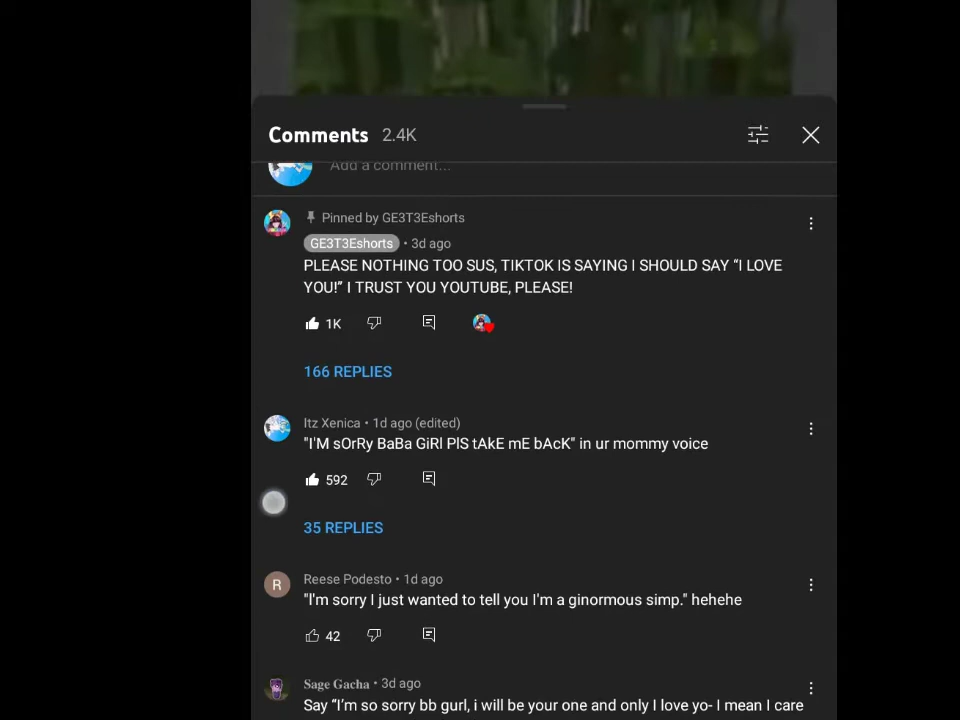 Comments 2.4K
Add a comment...
Pinned by GE3T3Eshorts
GE3T3Eshorts • 3d ago
PLEASE NOTHING TOO SUS, TIKTOK IS SAYING I SHOULD SAY “I LOVE
YOU!” I TRUST YOU YOUTUBE, PLEASE!
1K
166 REPLIES
Itz Xenica • 1d ago (edited)
"I'M sOrRy BaBa GiRl PlS tAkE mE bAcK" in ur mommy voice
592
35 REPLIES
R
Reese Podesto • 1d ago
"I'm sorry I just wanted to tell you I'm a ginormous simp." hehehe
42
Sage Gacha • 3d ago
Say “I'm so sorry bb gurl, i will be your one and only I love yo- I mean I care